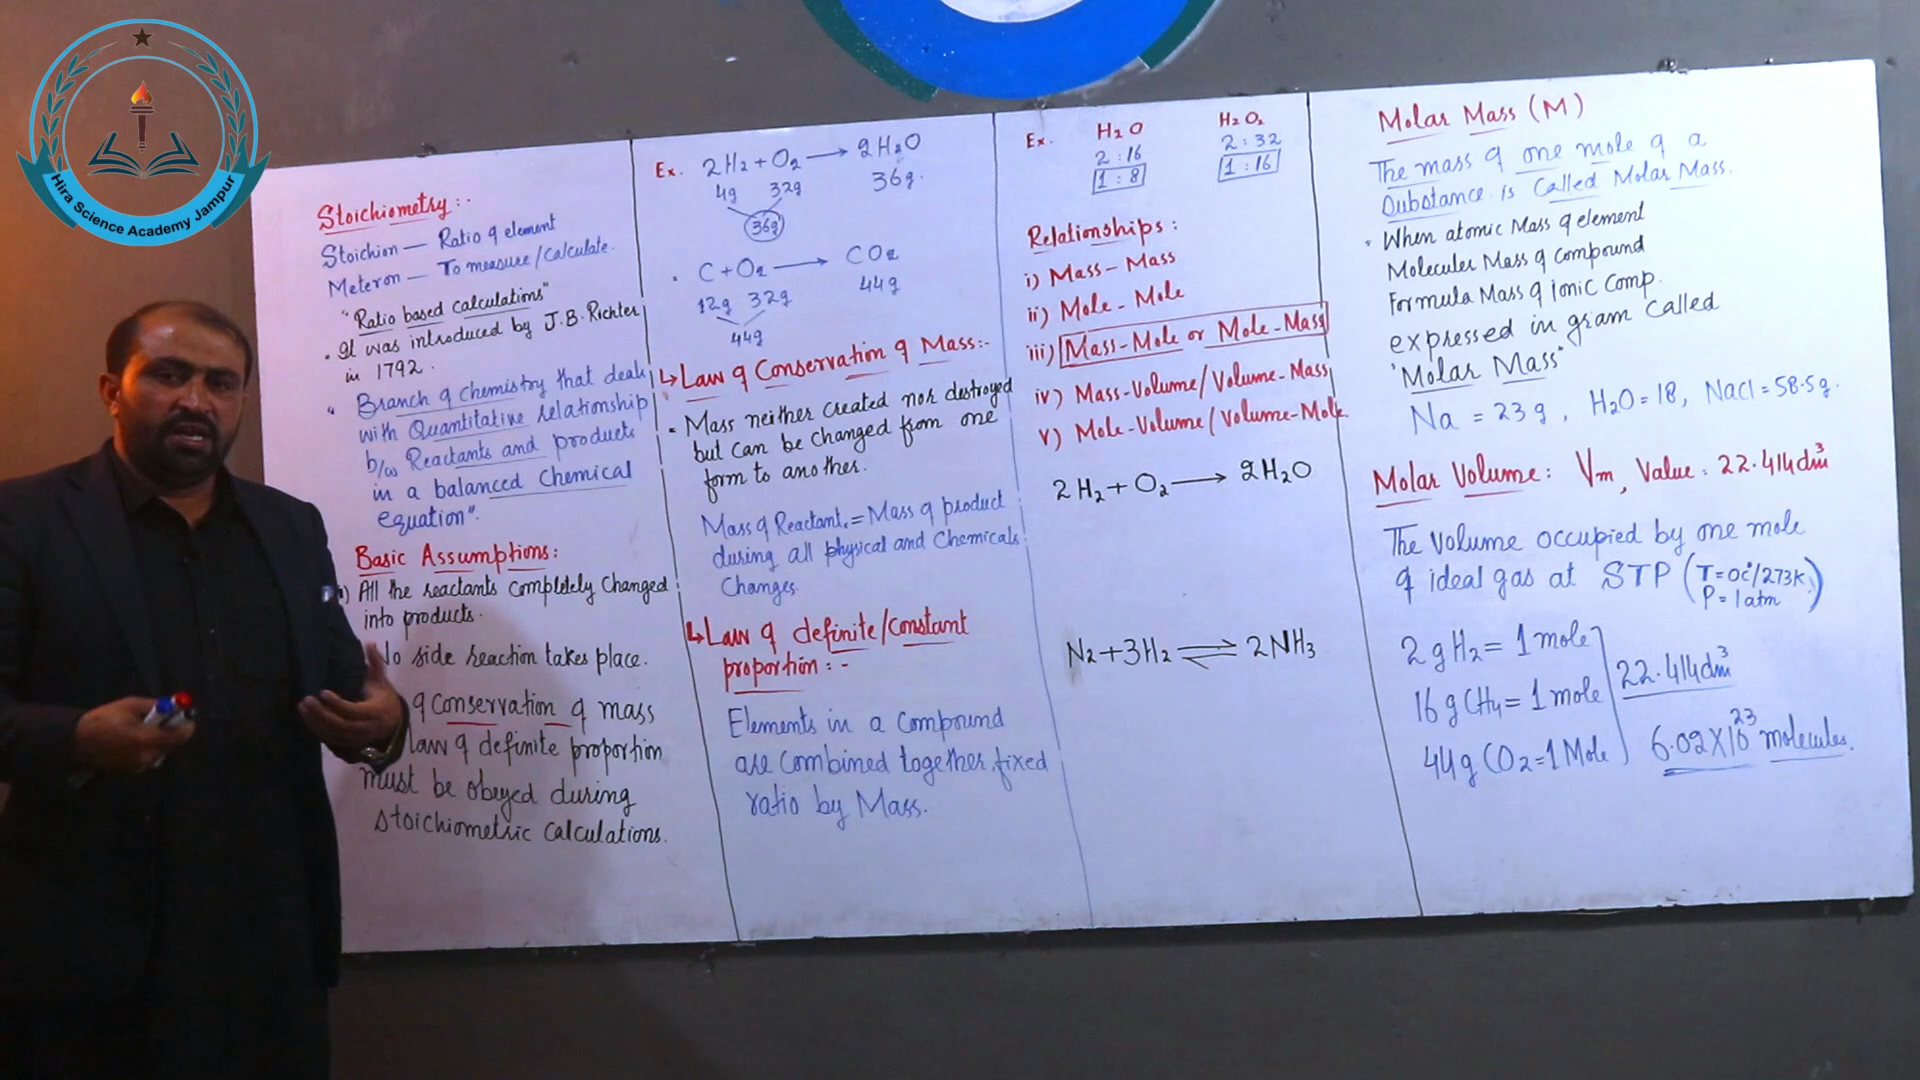 Hira Science Academy Jampur
Stoichiometry:.
Stoichion — Ratio of element
Meteron — To measure/calculate.
"Ratio based calculations"
. It was introduced by J.B. Richter
in 1792.
" Branch of chemistry that deals
with Quantitative relationship
b/w Reactants and products
in a balanced Chemical
equation".
Basic Assumptions:
i) All the reactants completely changed
into products.
No side reaction takes place.
of conservation of mass
law of definite proportion
must be obeyed during
stoichiometric calculations.
Ex. 2H₂ + O₂ ⟶ 2H₂O
4g 32g 36g.
36g
. C + O₂ ⟶ CO₂
12g 32g 44g
44g
↳ Law of Conservation of Mass:-
. Mass neither created nor destroyed
but can be changed from one
form to another.
Mass of Reactant. = Mass of product
during all physical and Chemicals
Changes.
↳ Law of definite/Constant
proportion : -
Elements in a compound
are combined together, fixed
ratio by Mass.
Ex. H₂O H₂O₂
2 : 16 2 : 32
1 : 8 1 : 16
Relationships :
i) Mass - Mass
ii) Mole - Mole
iii) Mass-Mole or Mole-Mass
iv) Mass-Volume/Volume-Mass
v) Mole-Volume/Volume-Mole
2H₂ + O₂ ⟶ 2H₂O
N₂ + 3H₂ ⇌ 2NH₃
Molar Mass (M)
The mass of one mole of a
Substance is Called Molar Mass.
. When atomic Mass of element
Molecules Mass of compound
Formula Mass of ionic Comp.
expressed in gram called
"Molar Mass"
Na = 23g, H₂O = 18, NaCl = 58.5g.
Molar Volume: Vm, Value: 22.414dm³
The volume occupied by one mole
of ideal gas at STP (T=0c°/273K,
P = 1 atm)
2g H₂ = 1 mole
16g CH₄ = 1 mole 22.414dm³
44g CO₂ = 1 Mole 6.02X10²³ molecules.